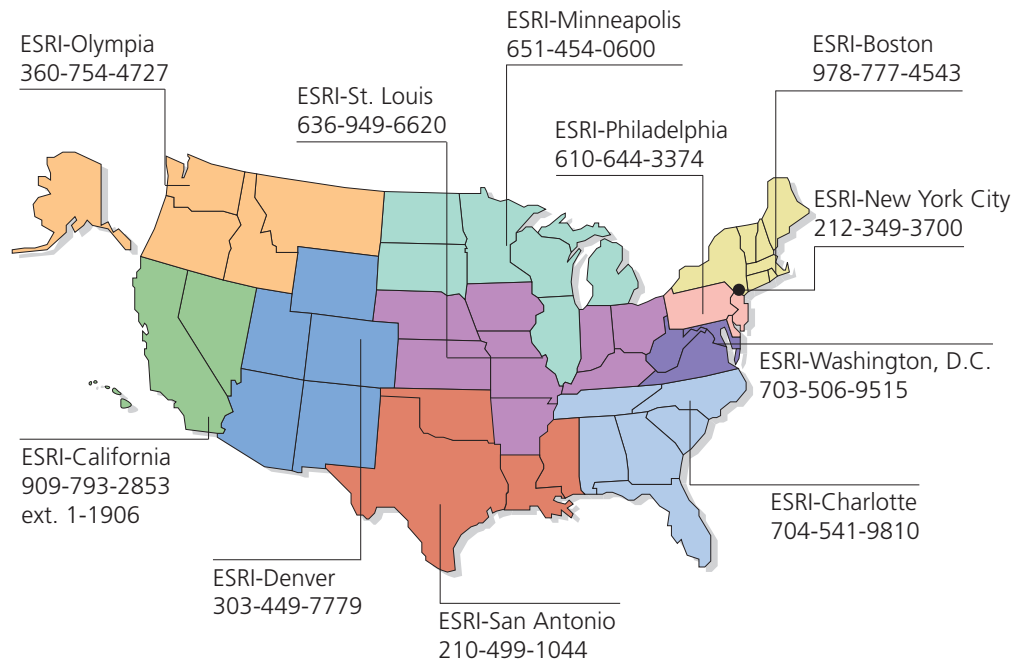 ESRI-Minneapolis
651-454-0600
ESRI-Olympia
360-754-4727
ESRI-Boston
978-777-4543
ESRI-St. Louis
636-949-6620
ESRI-Philadelphia
610-644-3374
ESRI-New York City
212-349-3700
ESRI-Washington, D.C.
703-506-9515
ESRI-California
909-793-2853
ext. 1-1906
ESRI-Charlotte
704-541-9810
ESRI-Denver
303-449-7779
ESRI-San Antonio
210-499-1044